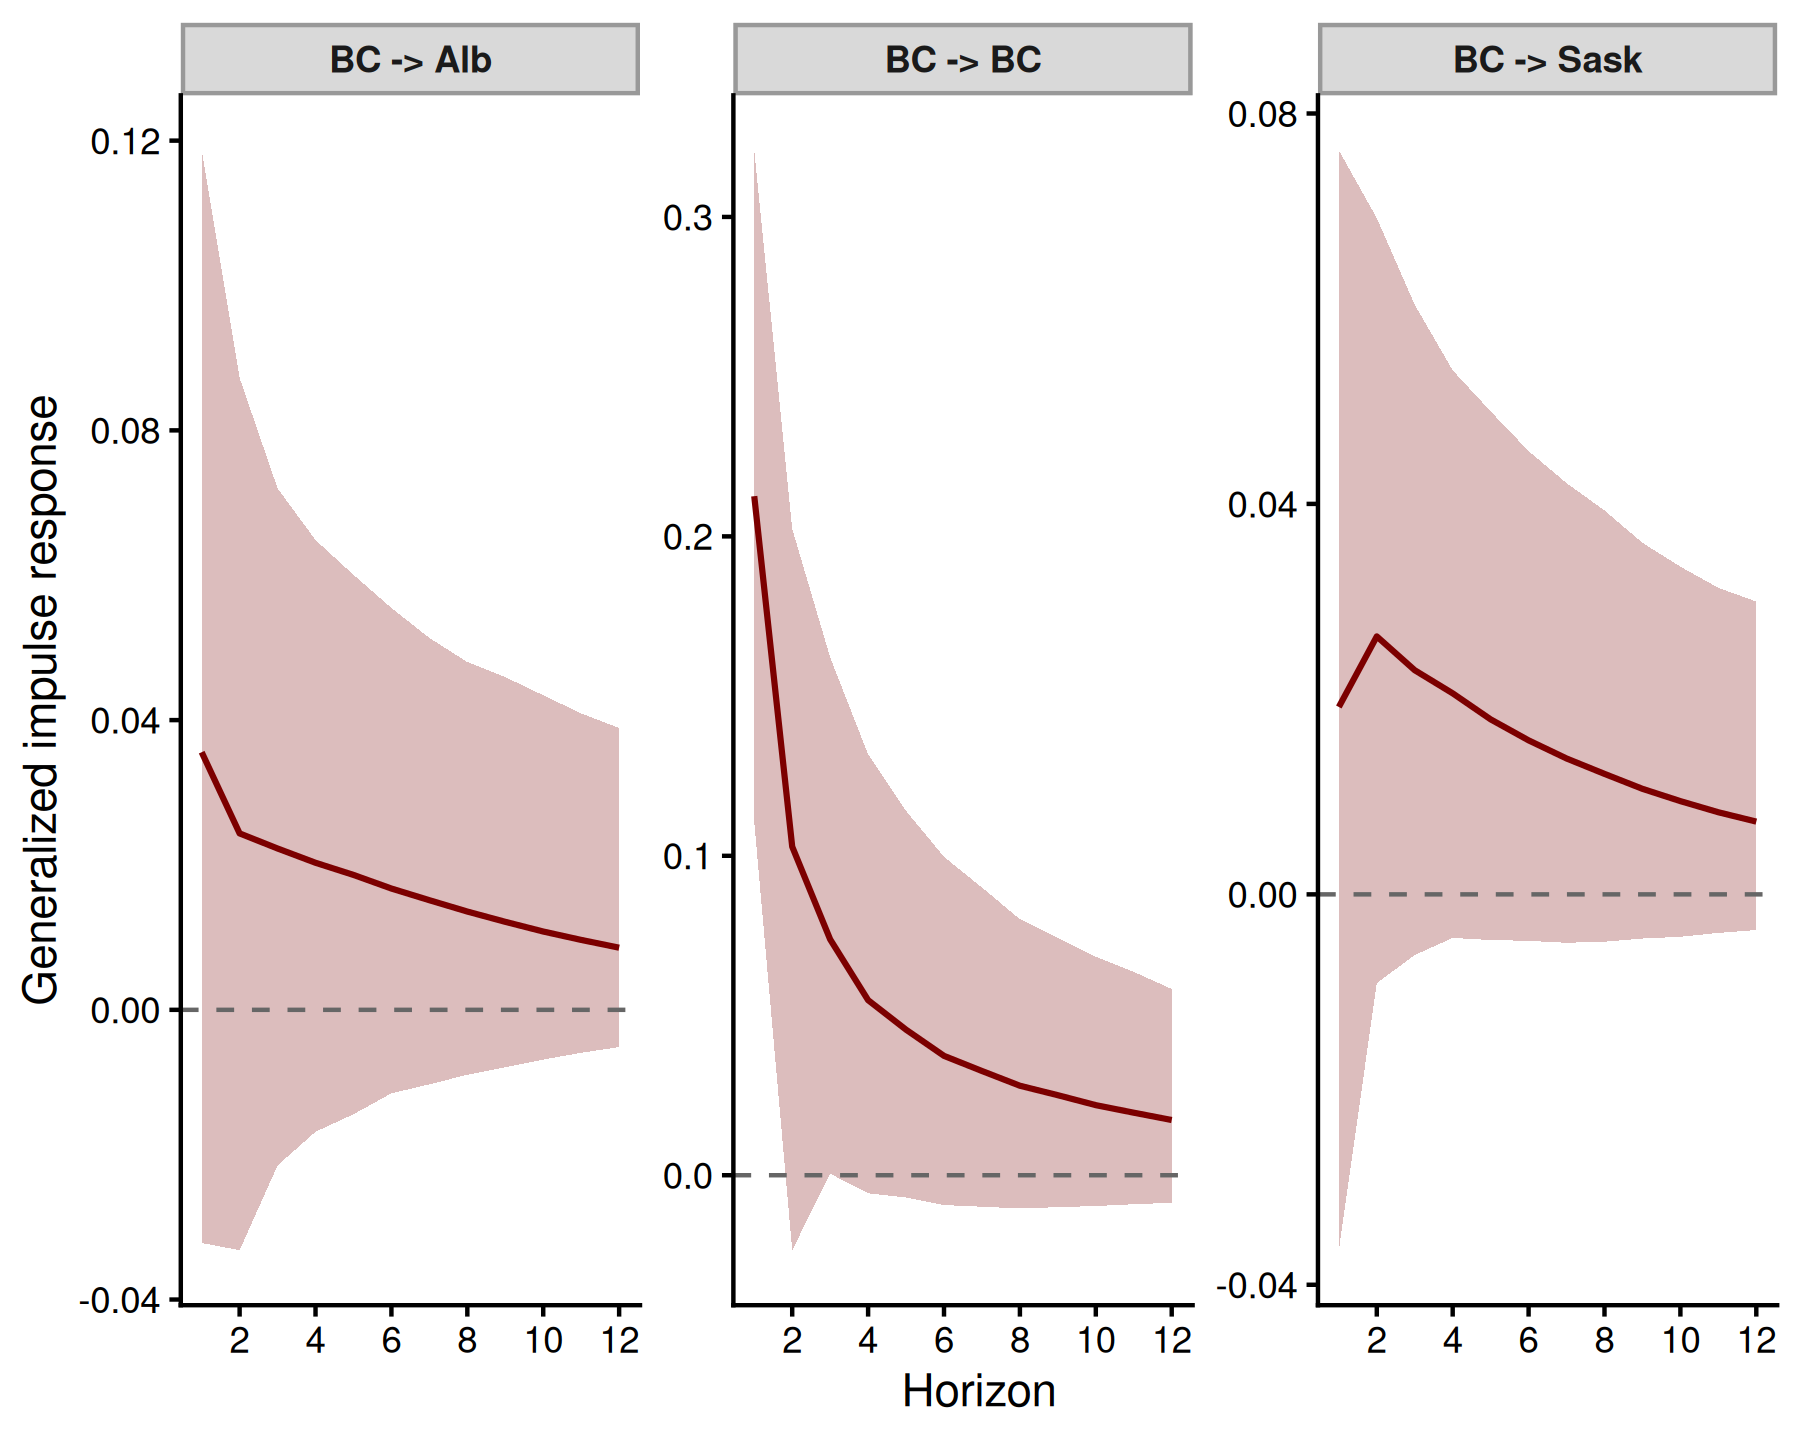 BC -> Alb
BC -> BC
BC -> Sask
Generalized impulse response
0.12
0.08
0.04
0.00
-0.04
0.3
0.2
0.1
0.0
0.08
0.04
0.00
-0.04
2 4 6 8 10 12
2 4 6 8 10 12
2 4 6 8 10 12
Horizon